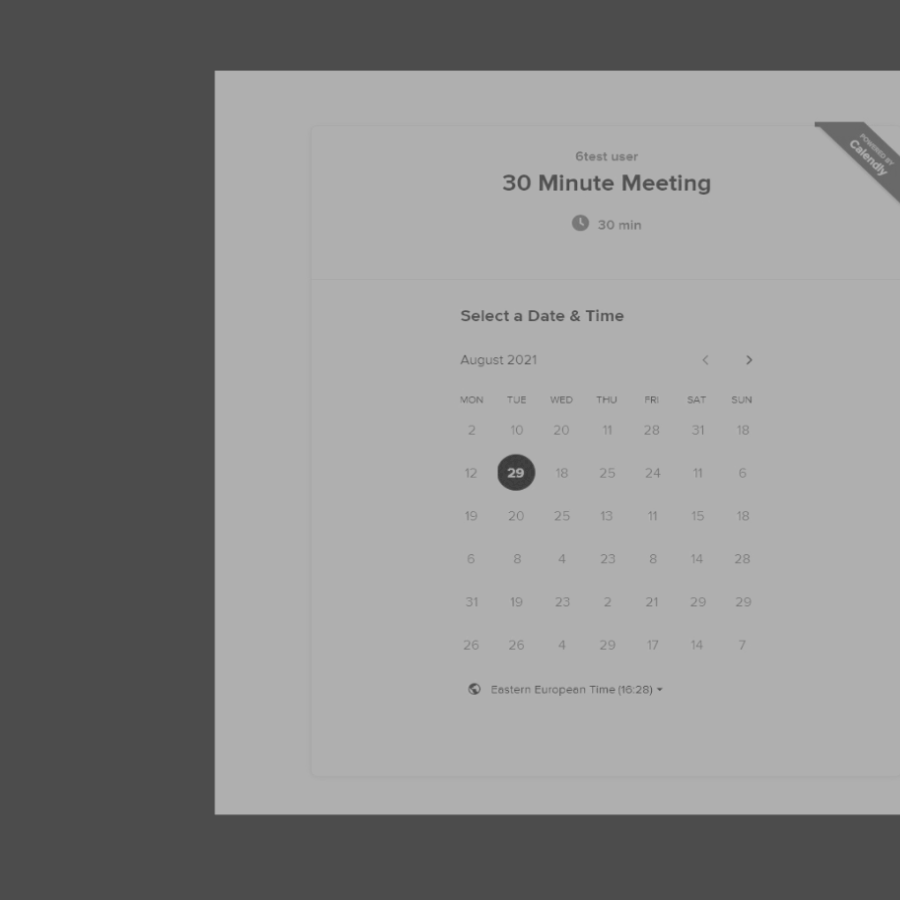 6test user
30 Minute Meeting
30 min
POWERED BY
Calendly
Select a Date & Time
August 2021
MON TUE WED THU FRI SAT SUN
2 10 20 11 28 31 18
12 29 18 25 24 11 6
19 20 25 13 11 15 18
6 8 4 23 8 14 28
31 19 23 2 21 29 29
26 26 4 29 17 14 7
Eastern European Time (16:28)